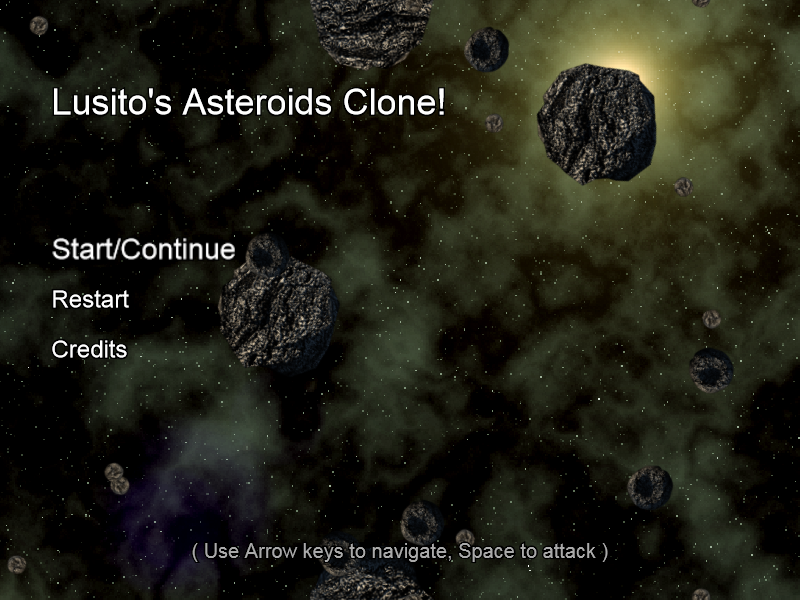 Lusito's Asteroids Clone!
Start/Continue
Restart
Credits
( Use Arrow keys to navigate, Space to attack )